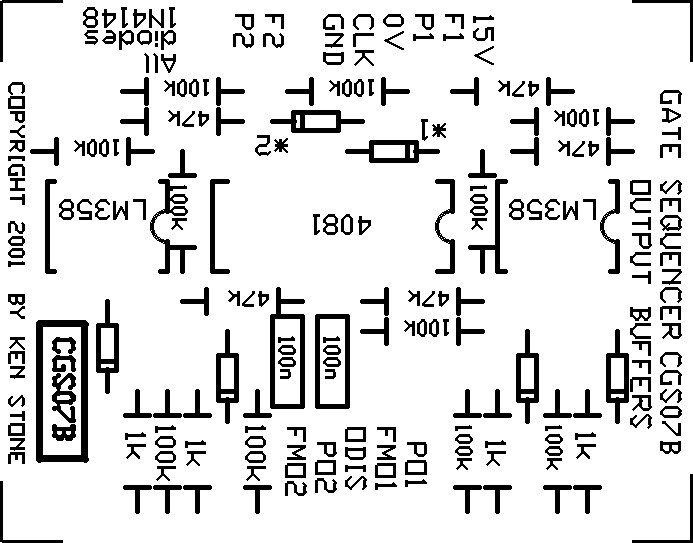 All
diodes
1N4148
P2
F2
GND
CLK
0V
P1
F1
15V
100k
100k
47k
47k
100k
*2
*1
100k
47k
LM358
100k
4081
100k
LM358
47k
47k
100k
100n
100n
CGS07B
1k
100k
1k
100k
FMO2
PO2
ODIS
FMO1
PO1
100k
1k
100k
1k
COPYRIGHT 2001 BY KEN STONE
GATE SEQUENCER CGS07B
OUTPUT BUFFERS